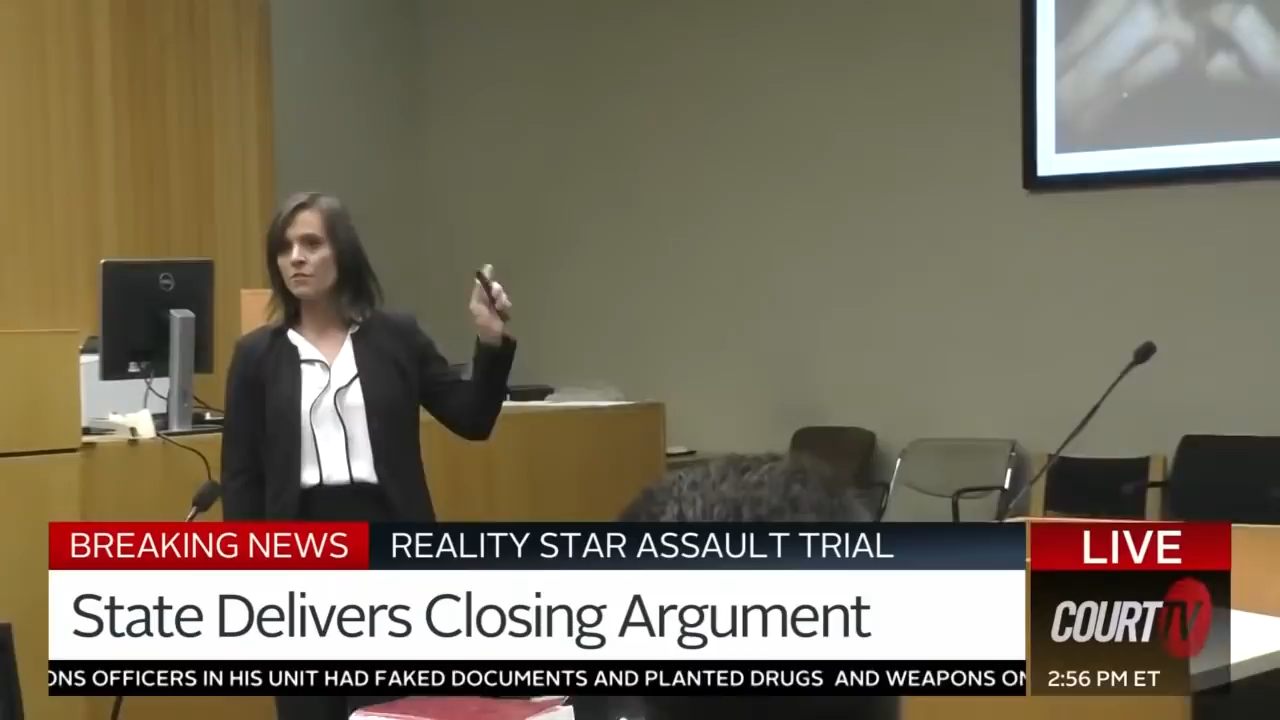 DELL
BREAKING NEWS
REALITY STAR ASSAULT TRIAL
LIVE
State Delivers Closing Argument
COURT TV
ONS OFFICERS IN HIS UNIT HAD FAKED DOCUMENTS AND PLANTED DRUGS AND WEAPONS ON
2:56 PM ET